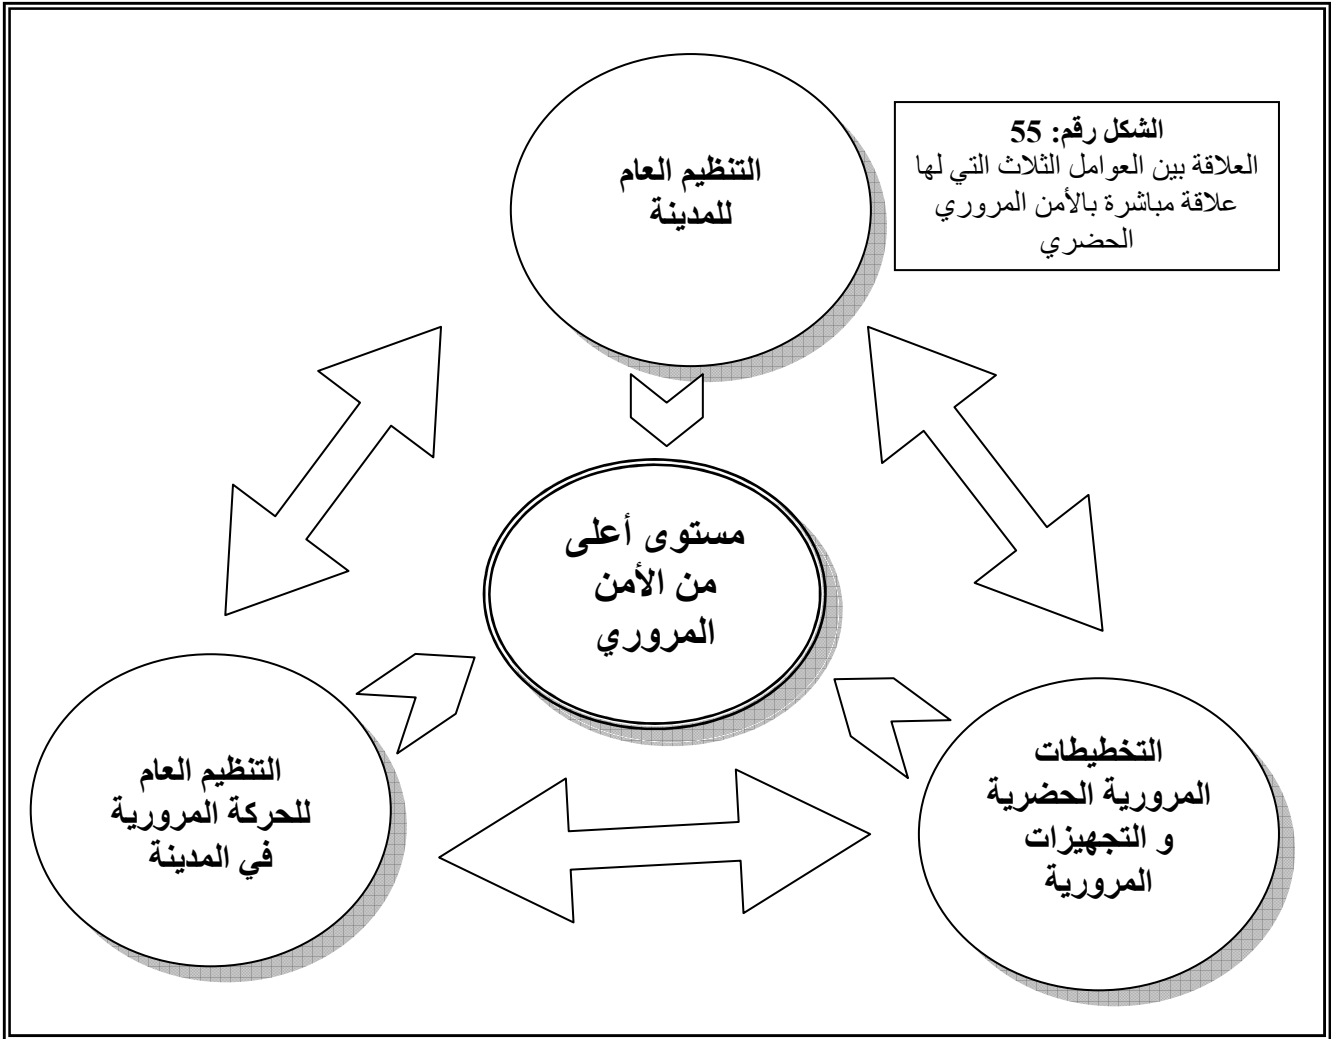 الشكل رقم: 55
العلاقة بين العوامل الثلاث التي لها
علاقة مباشرة بالأمن المروري
الحضري
التنظيم العام
للمدينة
مستوى أعلى
من الأمن
المروري
التخطيطات
المرورية الحضرية
و التجهيزات
المرورية
التنظيم العام
للحركة المرورية
في المدينة